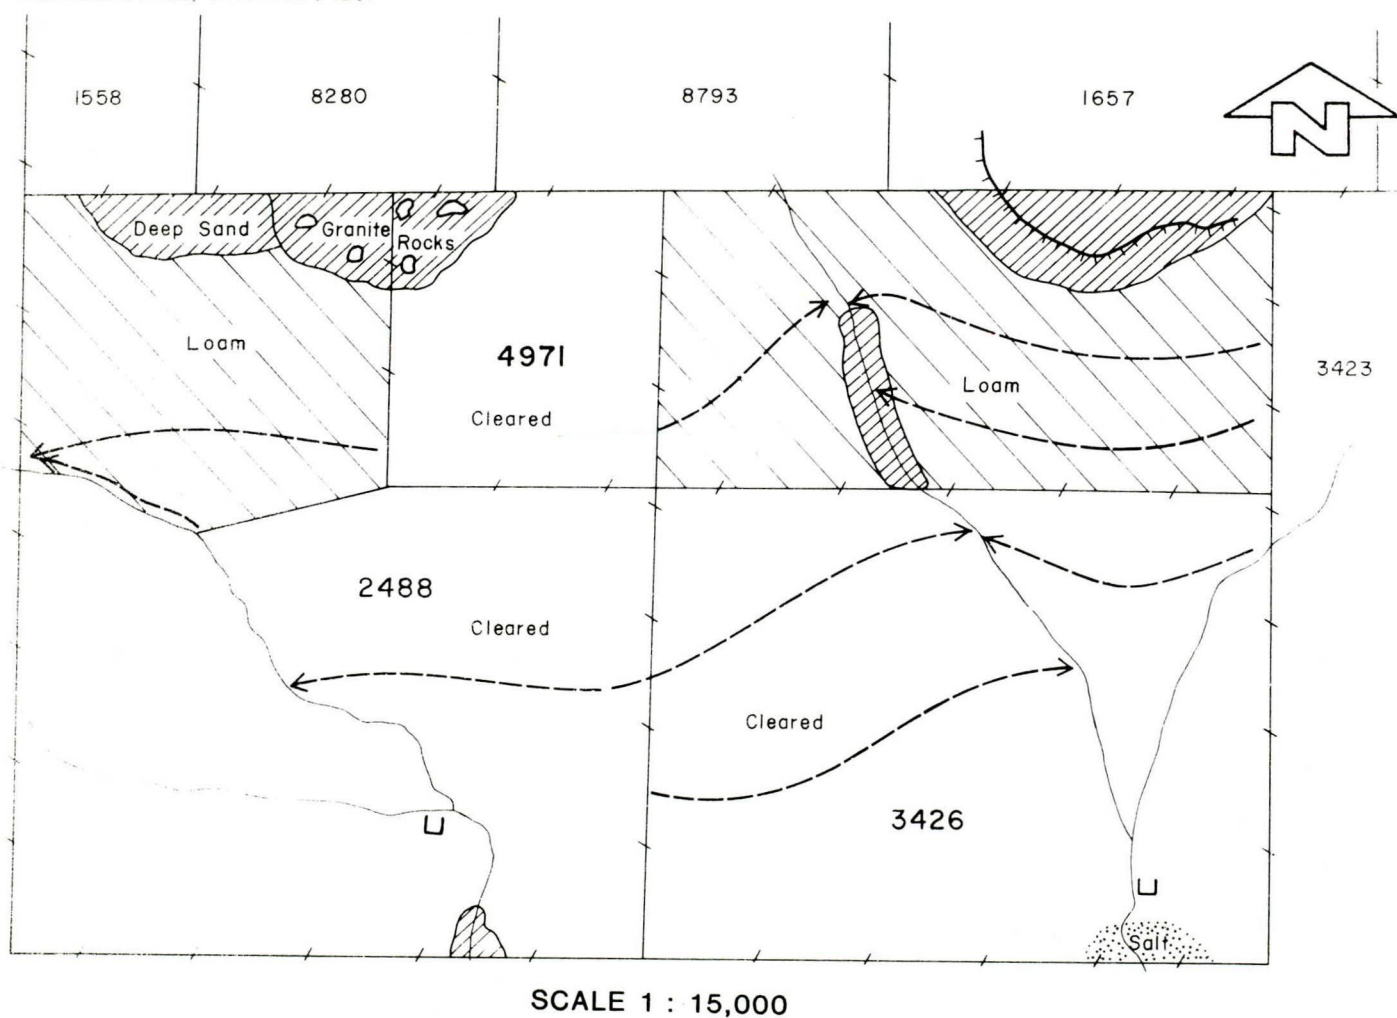 1558
8280
8793
1657
N
Deep Sand
Granite
Rocks
Loam
4971
Loam
3423
Cleared
2488
Cleared
Cleared
3426
Salt
SCALE 1 : 15,000